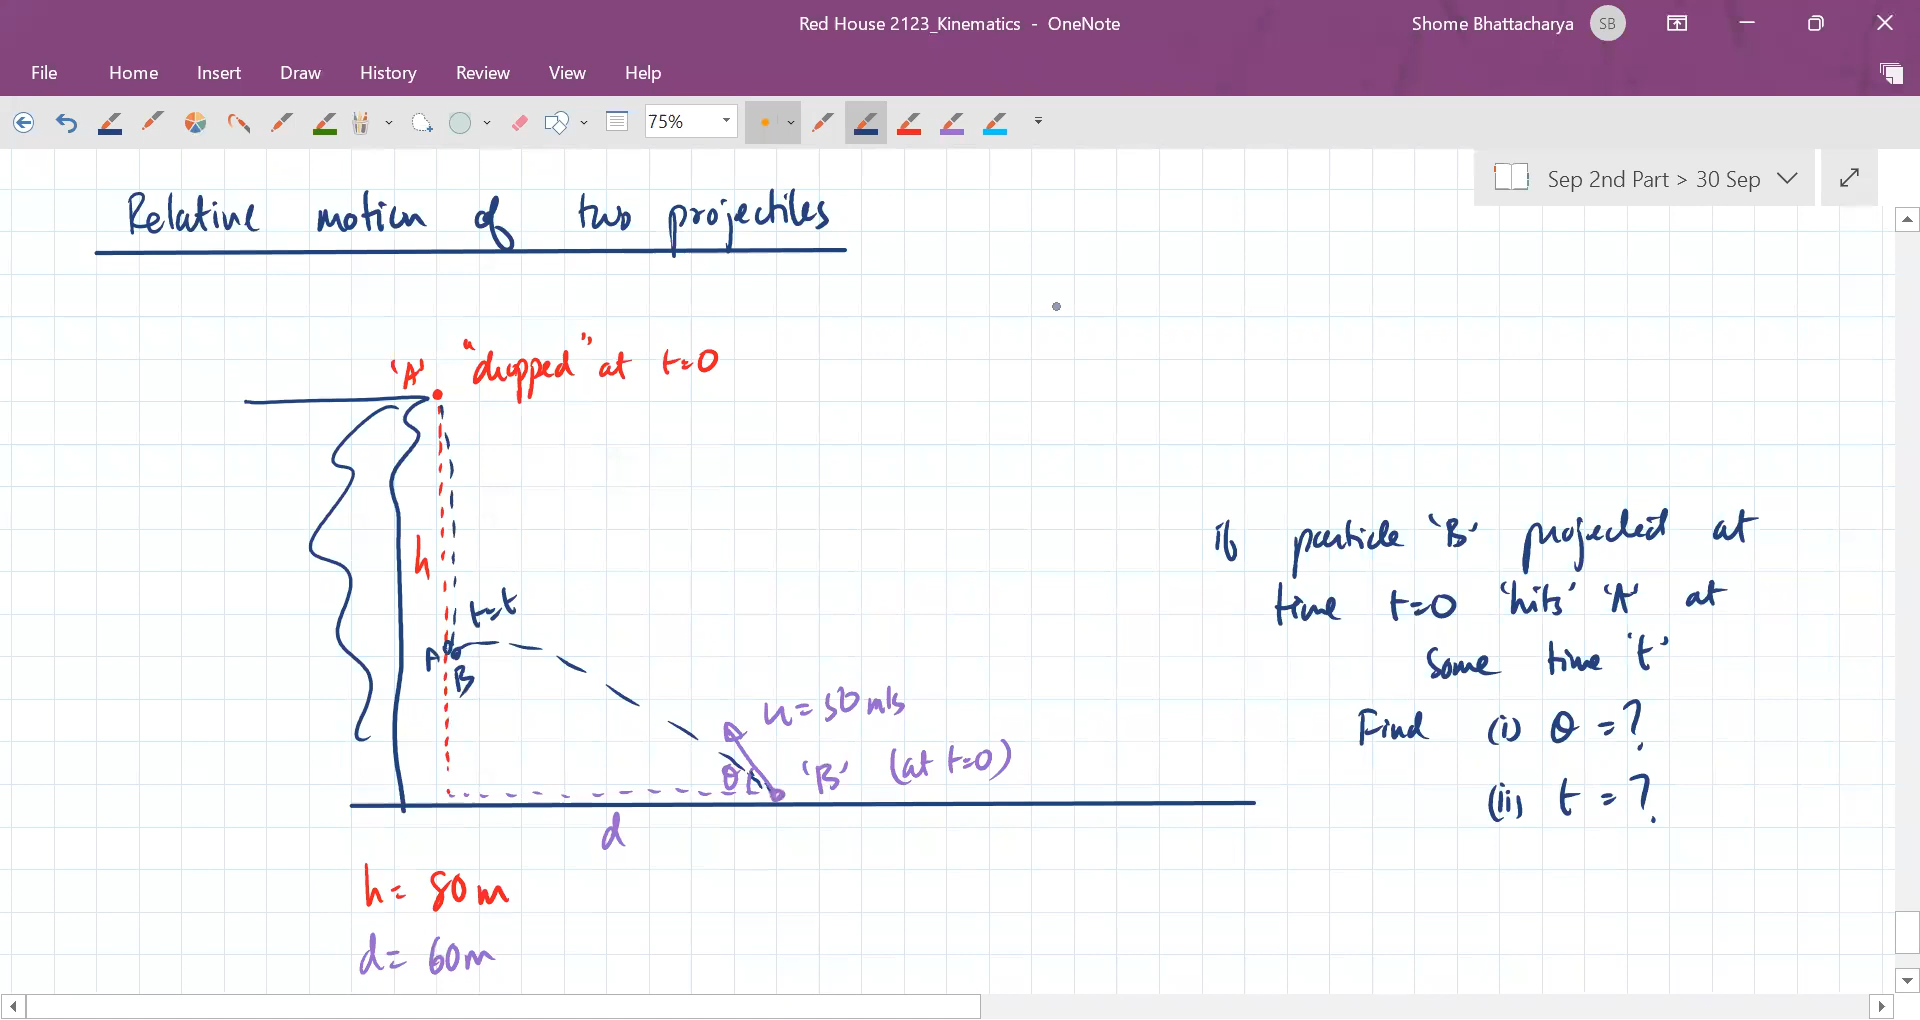 Red House 2123_Kinematics - OneNote
Shome Bhattacharya
SB
File Home Insert Draw History Review View Help
75%
Sep 2nd Part > 30 Sep
Relative motion of two projectiles
'A' "dropped" at t=0
h
t=t
A
B
u=50 m/s
θ
'B' (at t=0)
d
h= 80 m
d= 60m
if particle 'B' projected at
time t=0 'hits' 'A' at
some time 't'
Find (i) θ =?
(ii) t =?